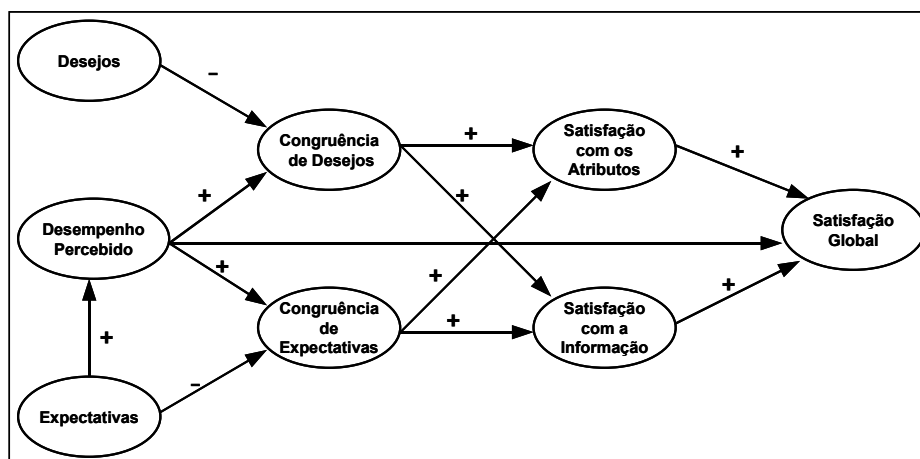 Desejos
–
Congruência
de Desejos
+
Satisfação
com os
Atributos
+
+
+
Desempenho
Percebido
Satisfação
Global
+
+
+
+
Congruência
de
Expectativas
+
Satisfação
com a
Informação
–
Expectativas